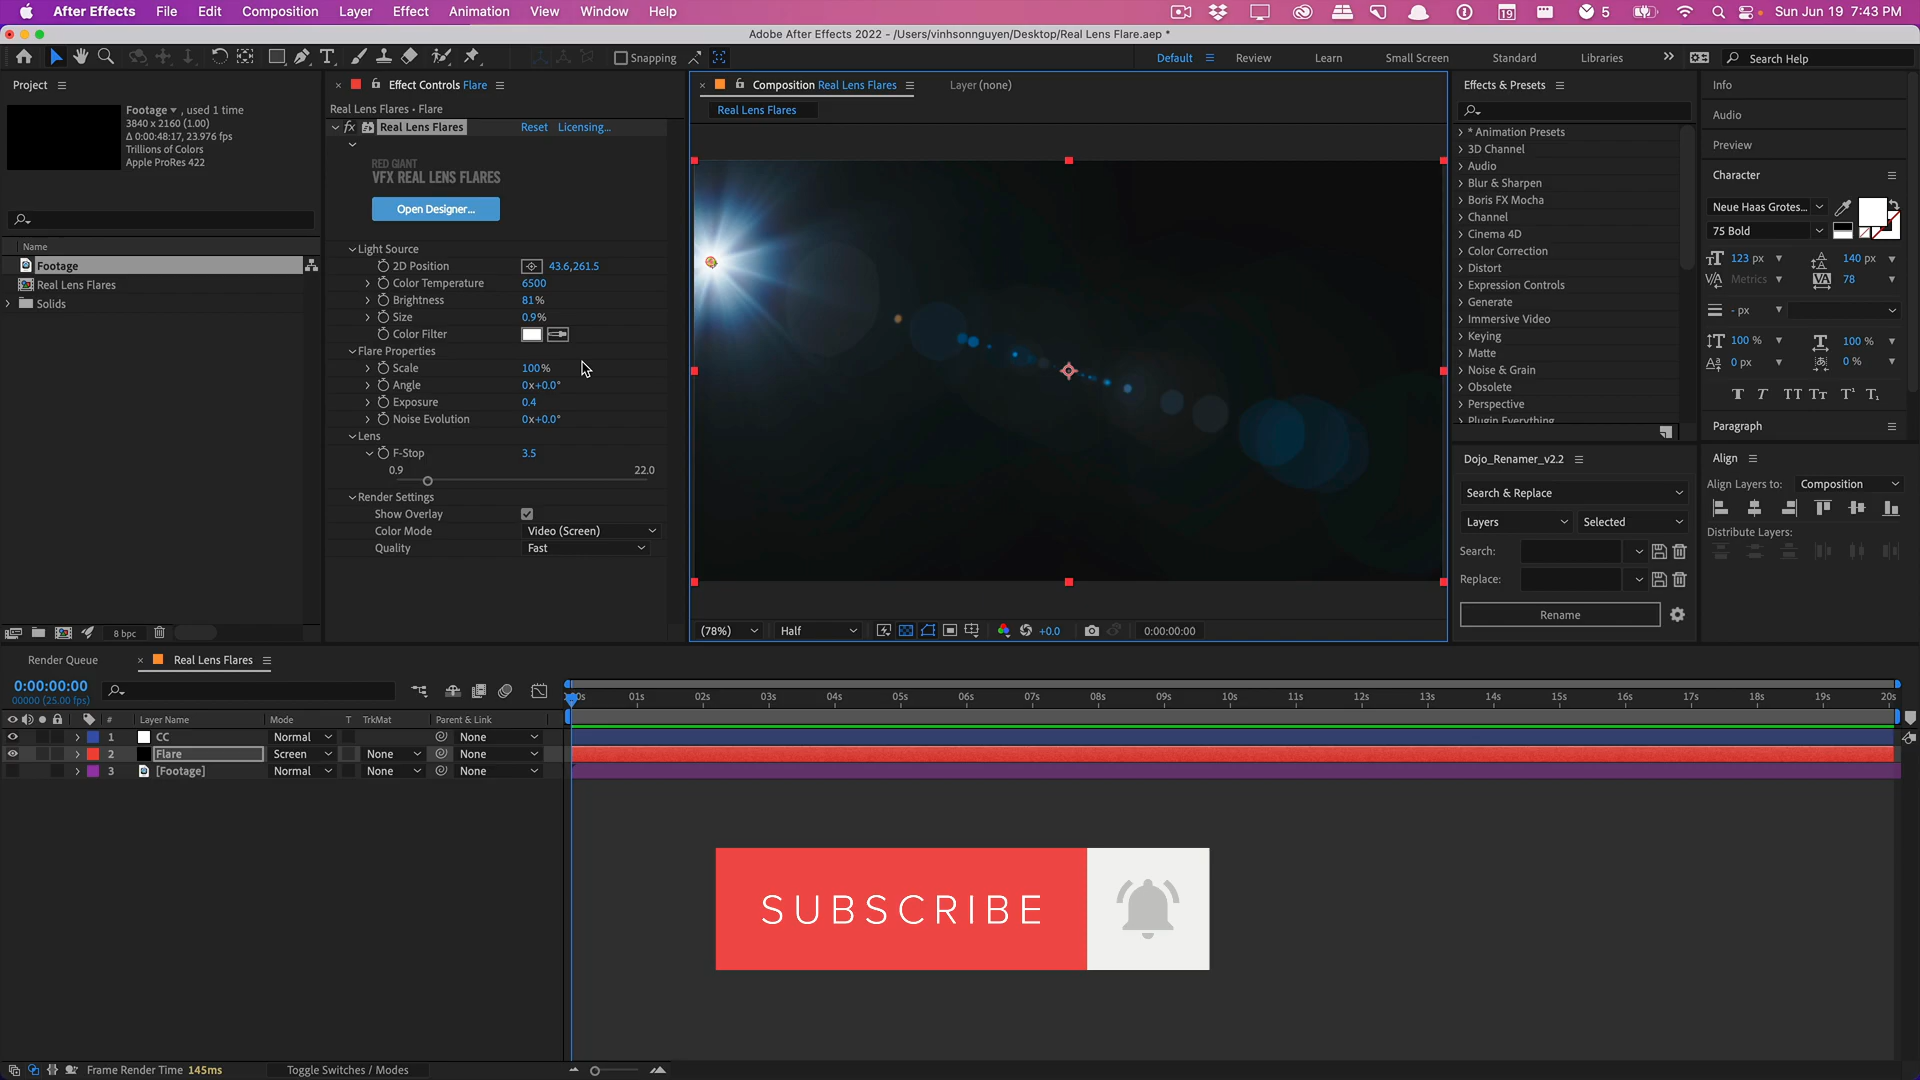 After Effects File Edit Composition Layer Effect Animation View Window Help
19 5 Sun Jun 19 7:43 PM
Adobe After Effects 2022 - /Users/vinhsonnguyen/Desktop/Real Lens Flare.aep *
Snapping
Default Review Learn Small Screen Standard Libraries Search Help
Project
Footage , used 1 time
3840 x 2160 (1.00)
Δ 0:00:48:17, 23.976 fps
Trillions of Colors
Apple ProRes 422
Name
Footage
Real Lens Flares
Solids
8 bpc
Effect Controls Flare
Real Lens Flares • Flare
fx Real Lens Flares Reset Licensing...
RED GIANT
VFX REAL LENS FLARES
Open Designer...
Light Source
2D Position 43.6,261.5
Color Temperature 6500
Brightness 81%
Size 0.9%
Color Filter
Flare Properties
Scale 100%
Angle 0x+0.0°
Exposure 0.4
Noise Evolution 0x+0.0°
Lens
F-Stop 3.5
0.9 22.0
Render Settings
Show Overlay
Color Mode Video (Screen)
Quality Fast
Composition Real Lens Flares Layer (none)
Real Lens Flares
(78%) Half +0.0 0:00:00:00
Effects & Presets
* Animation Presets
3D Channel
Audio
Blur & Sharpen
Boris FX Mocha
Channel
Cinema 4D
Color Correction
Distort
Expression Controls
Generate
Immersive Video
Keying
Matte
Noise & Grain
Obsolete
Perspective
Plugin Everything
Dojo_Renamer_v2.2
Search & Replace
Layers Selected
Search:
Replace:
Rename
Info
Audio
Preview
Character
Neue Haas Grotes...
75 Bold
123 px 140 px
Metrics 78
- px
100 % 100 %
0 px 0 %
T T TT Tт T¹ T₁
Paragraph
Align
Align Layers to: Composition
Distribute Layers:
Render Queue Real Lens Flares
0:00:00:00
00000 (25.00 fps)
01s 02s 03s 04s 05s 06s 07s 08s 09s 10s 11s 12s 13s 14s 15s 16s 17s 18s 19s 20s
# Layer Name Mode T TrkMat Parent & Link
1 CC Normal None
2 Flare Screen None None
3 [Footage] Normal None None
SUBSCRIBE
Frame Render Time 145ms Toggle Switches / Modes